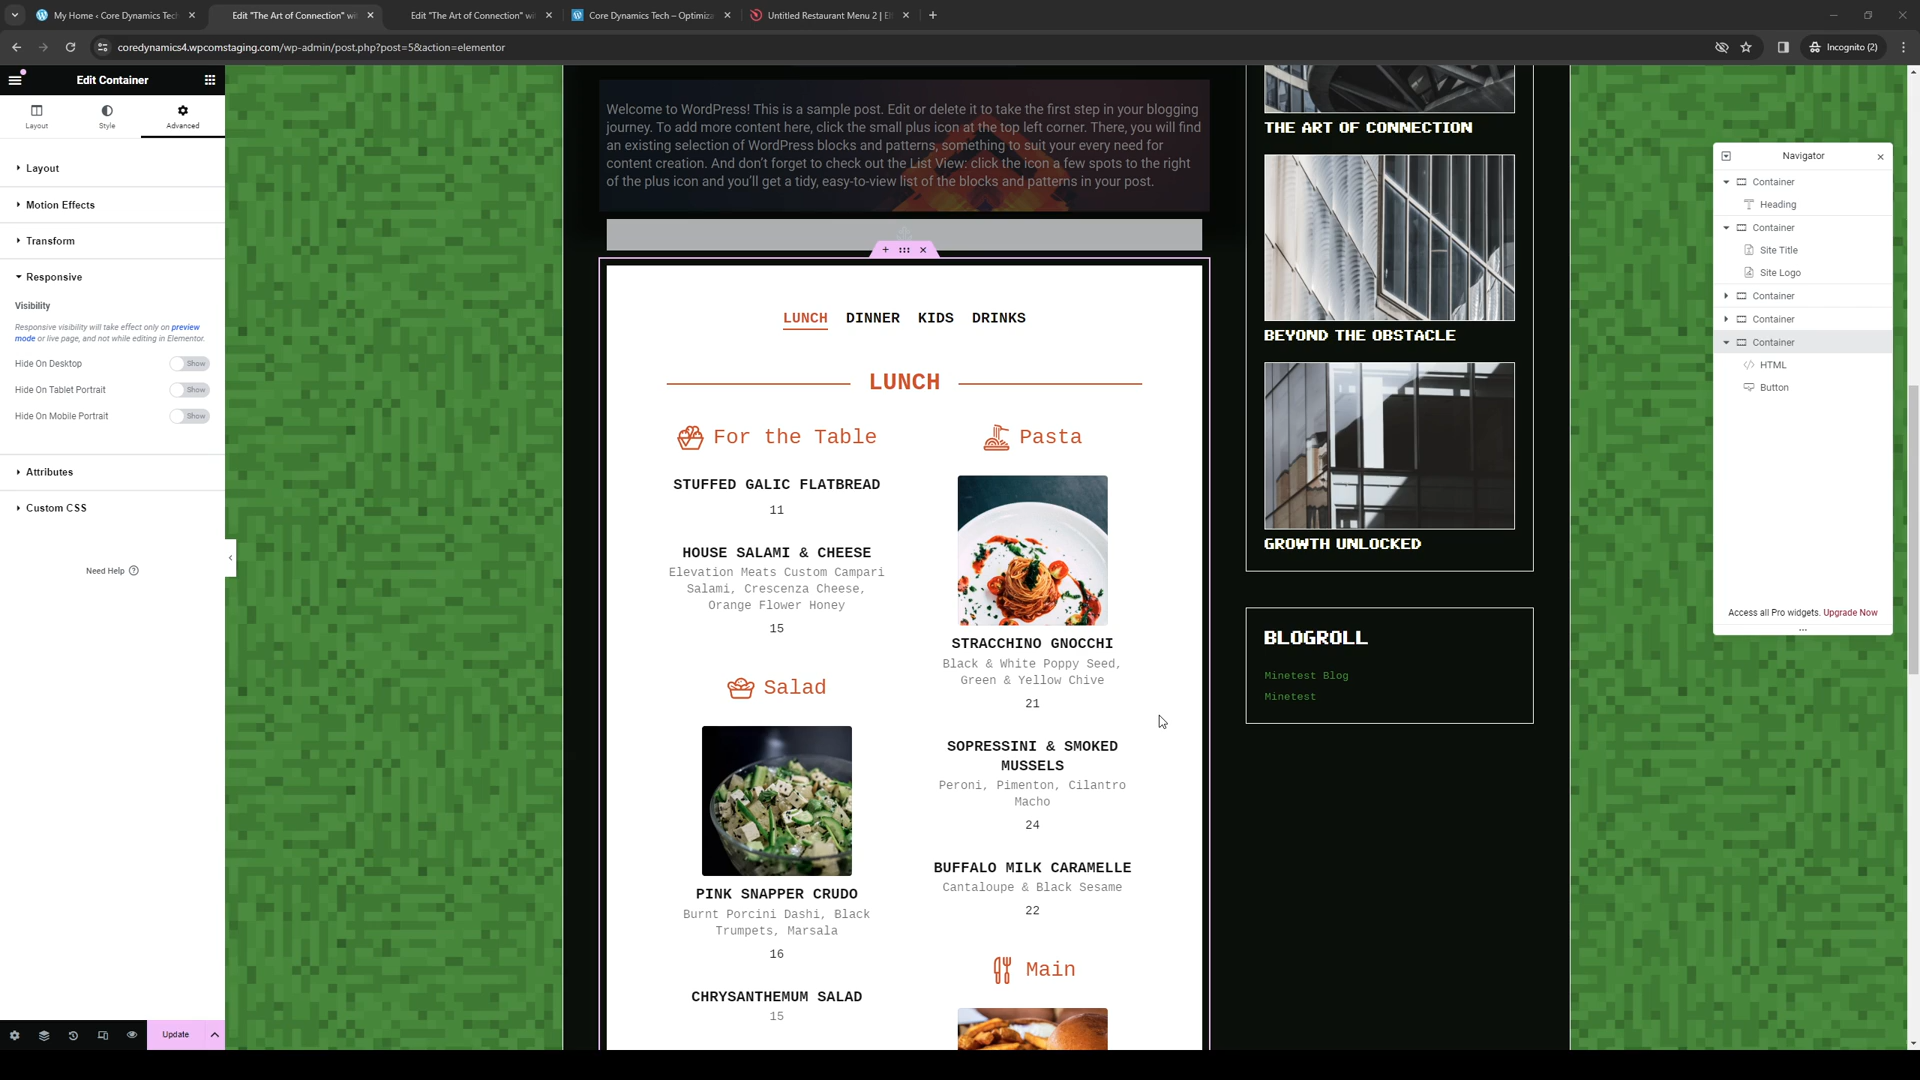 My Home ‹ Core Dynamics Tech
Edit "The Art of Connection" wi
Edit "The Art of Connection" wi
Core Dynamics Tech – Optimiza
Untitled Restaurant Menu 2 | El
coredynamics4.wpcomstaging.com/wp-admin/post.php?post=5&action=elementor
Incognito (2)
Edit Container
Layout
Style
Advanced
Layout
Motion Effects
Transform
Responsive
Visibility
Responsive visibility will take effect only on preview
mode or live page, and not while editing in Elementor.
Hide On Desktop
Show
Hide On Tablet Portrait
Show
Hide On Mobile Portrait
Show
Attributes
Custom CSS
Need Help
Update
Welcome to WordPress! This is a sample post. Edit or delete it to take the first step in your blogging
journey. To add more content here, click the small plus icon at the top left corner. There, you will find
an existing selection of WordPress blocks and patterns, something to suit your every need for
content creation. And don't forget to check out the List View: click the icon a few spots to the right
of the plus icon and you'll get a tidy, easy-to-view list of the blocks and patterns in your post.
LUNCH DINNER KIDS DRINKS
LUNCH
For the Table
STUFFED GALIC FLATBREAD
11
HOUSE SALAMI & CHEESE
Elevation Meats Custom Campari
Salami, Crescenza Cheese,
Orange Flower Honey
15
Salad
PINK SNAPPER CRUDO
Burnt Porcini Dashi, Black
Trumpets, Marsala
16
CHRYSANTHEMUM SALAD
15
Pasta
STRACCHINO GNOCCHI
Black & White Poppy Seed,
Green & Yellow Chive
21
SOPRESSINI & SMOKED
MUSSELS
Peroni, Pimenton, Cilantro
Macho
24
BUFFALO MILK CARAMELLE
Cantaloupe & Black Sesame
22
Main
THE ART OF CONNECTION
BEYOND THE OBSTACLE
GROWTH UNLOCKED
BLOGROLL
Minetest Blog
Minetest
Navigator
Container
Heading
Container
Site Title
Site Logo
Container
Container
Container
HTML
Button
Access all Pro widgets. Upgrade Now